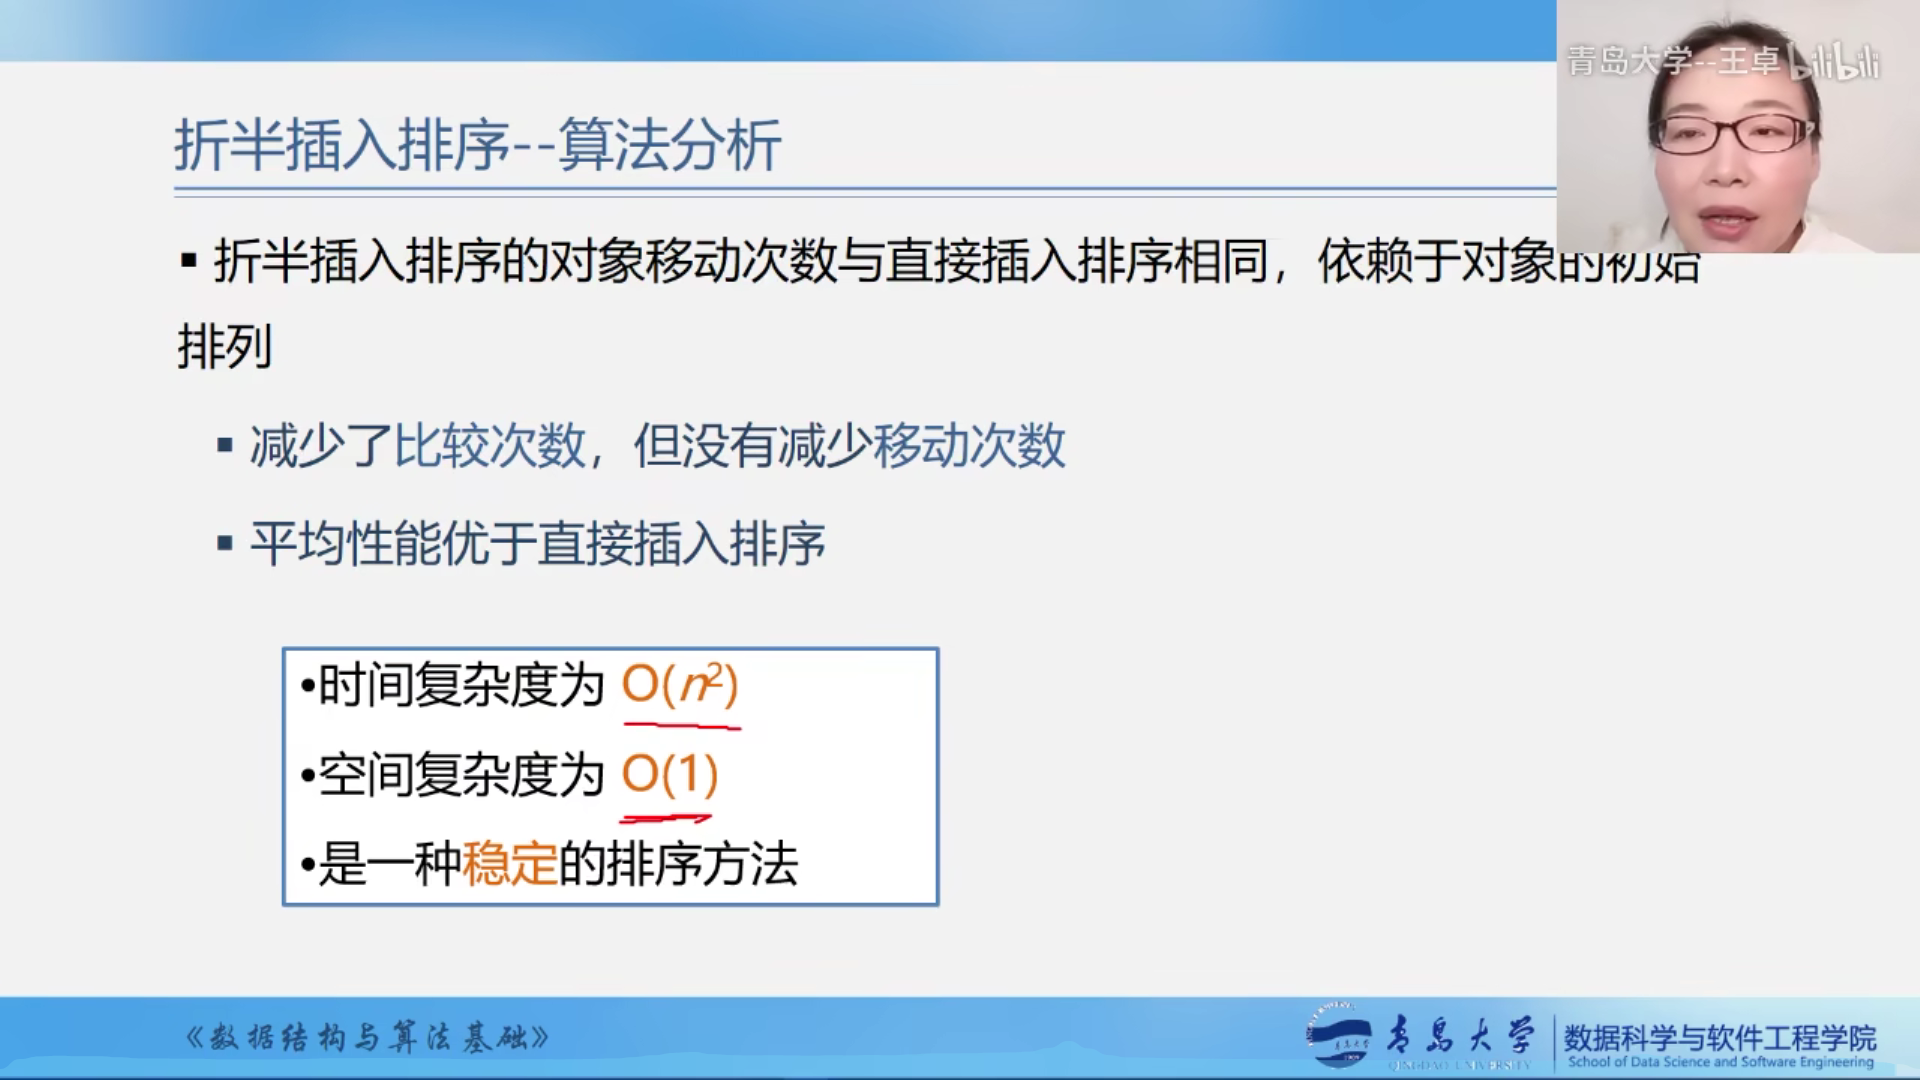 青岛大学--王卓 bilibili
折半插入排序--算法分析
▪ 折半插入排序的对象移动次数与直接插入排序相同，依赖于对象的初始
排列
▪ 减少了比较次数，但没有减少移动次数
▪ 平均性能优于直接插入排序
•时间复杂度为 O(n²)
•空间复杂度为 O(1)
•是一种稳定的排序方法
《数据结构与算法基础》
青岛大学
QINGDAO UNIVERSITY
数据科学与软件工程学院
School of Data Science and Software Engineering